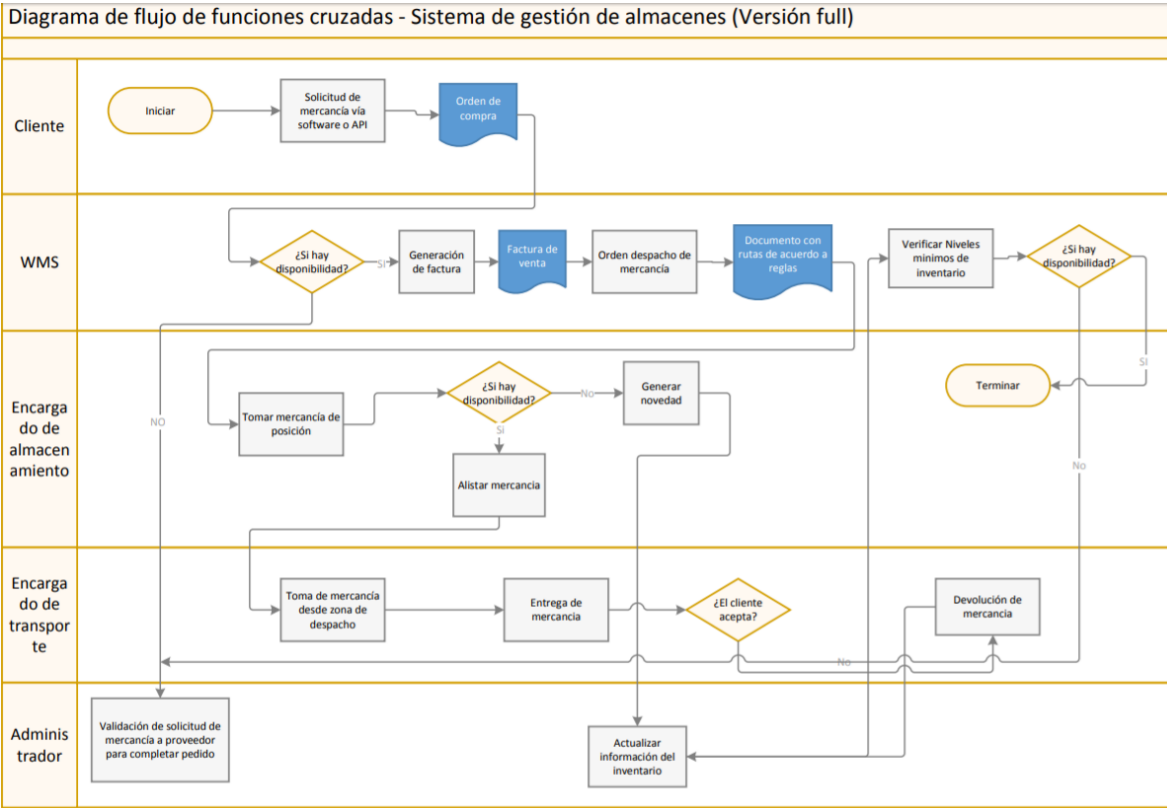 Diagrama de flujo de funciones cruzadas - Sistema de gestión de almacenes (Versión full)
Cliente
Iniciar
Solicitud de
mercancía vía
software o API
Orden de
compra
WMS
¿Si hay
disponibilidad?
Si
Generación
de factura
Factura de
venta
Orden despacho de
mercancía
Documento con
rutas de acuerdo a
reglas
Verificar Niveles
minimos de
inventario
¿Si hay
disponibilidad?
Si
Encarga
do de
almacen
amiento
NO
Tomar mercancía de
posición
¿Si hay
disponibilidad?
No
Si
Generar
novedad
Alistar mercancia
Terminar
No
Encarga
do de
transpor
te
Toma de mercancía
desde zona de
despacho
Entrega de
mercancia
¿El cliente
acepta?
No
Devolución de
mercancia
Adminis
trador
Validación de solicitud de
mercancía a proveedor
para completar pedido
Actualizar
información del
inventario